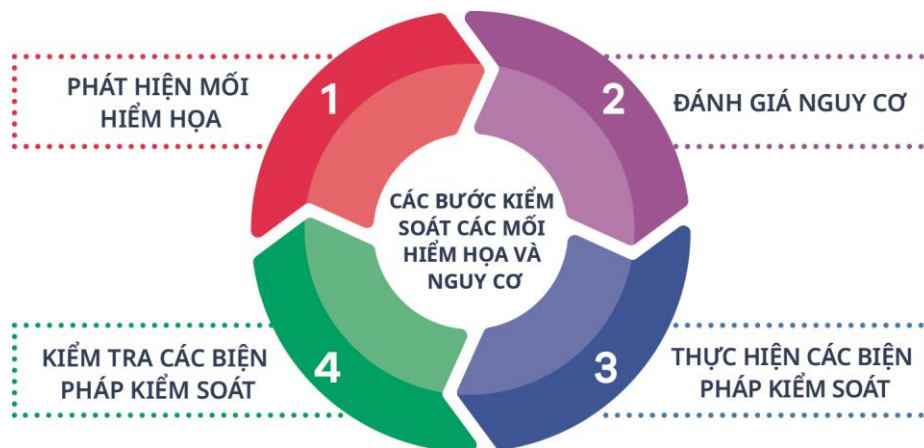 PHÁT HIỆN MỐI
HIỂM HỌA
1
2
ĐÁNH GIÁ NGUY CƠ
CÁC BƯỚC KIỂM
SOÁT CÁC MỐI
HIỂM HỌA VÀ
NGUY CƠ
3
THỰC HIỆN CÁC BIỆN
PHÁP KIỂM SOÁT
KIỂM TRA CÁC BIỆN
PHÁP KIỂM SOÁT
4